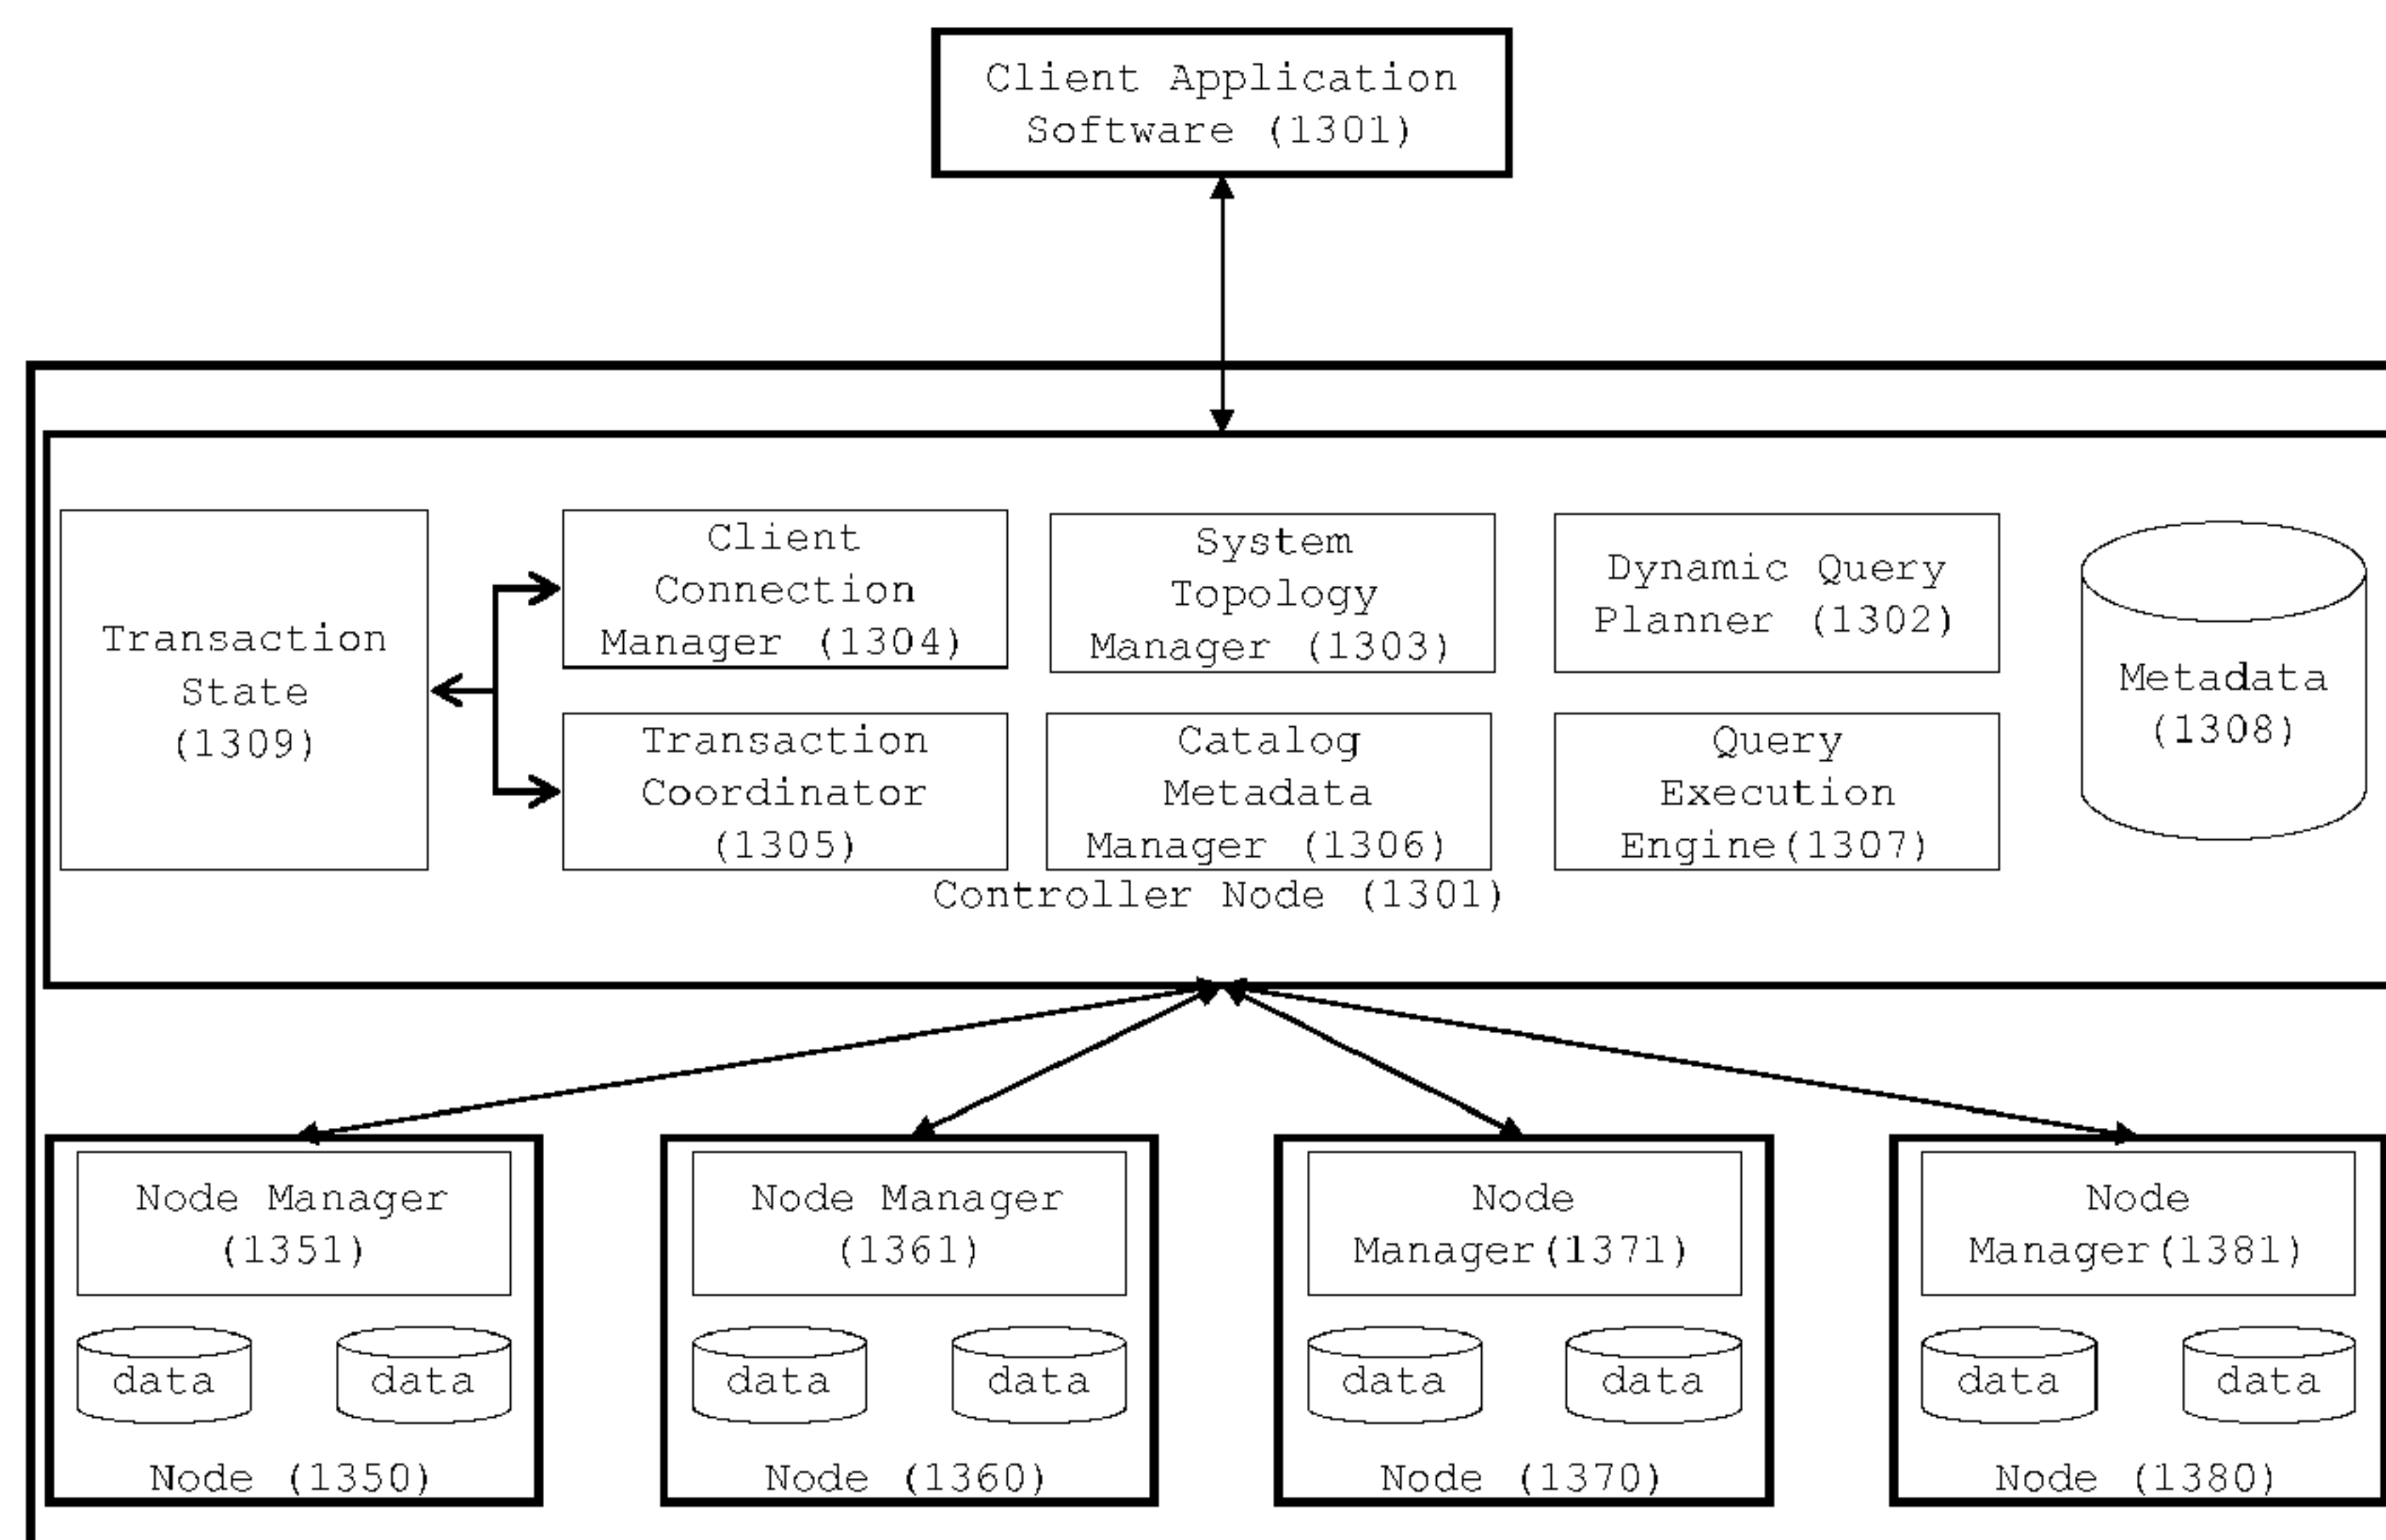 Client Application
Software (1301)
Transaction
State
(1309)
Client
Connection
Manager (1304)
System
Topology
Manager (1303)
Dynamic Query
Planner (1302)
Metadata
(1308)
Transaction
Coordinator
(1305)
Catalog
Metadata
Manager (1306)
Query
Execution
Engine(1307)
Controller Node (1301)
Node Manager
(1351)
data
data
Node (1350)
Node Manager
(1361)
data
data
Node (1360)
Node
Manager(1371)
data
data
Node (1370)
Node
Manager(1381)
data
data
Node (1380)